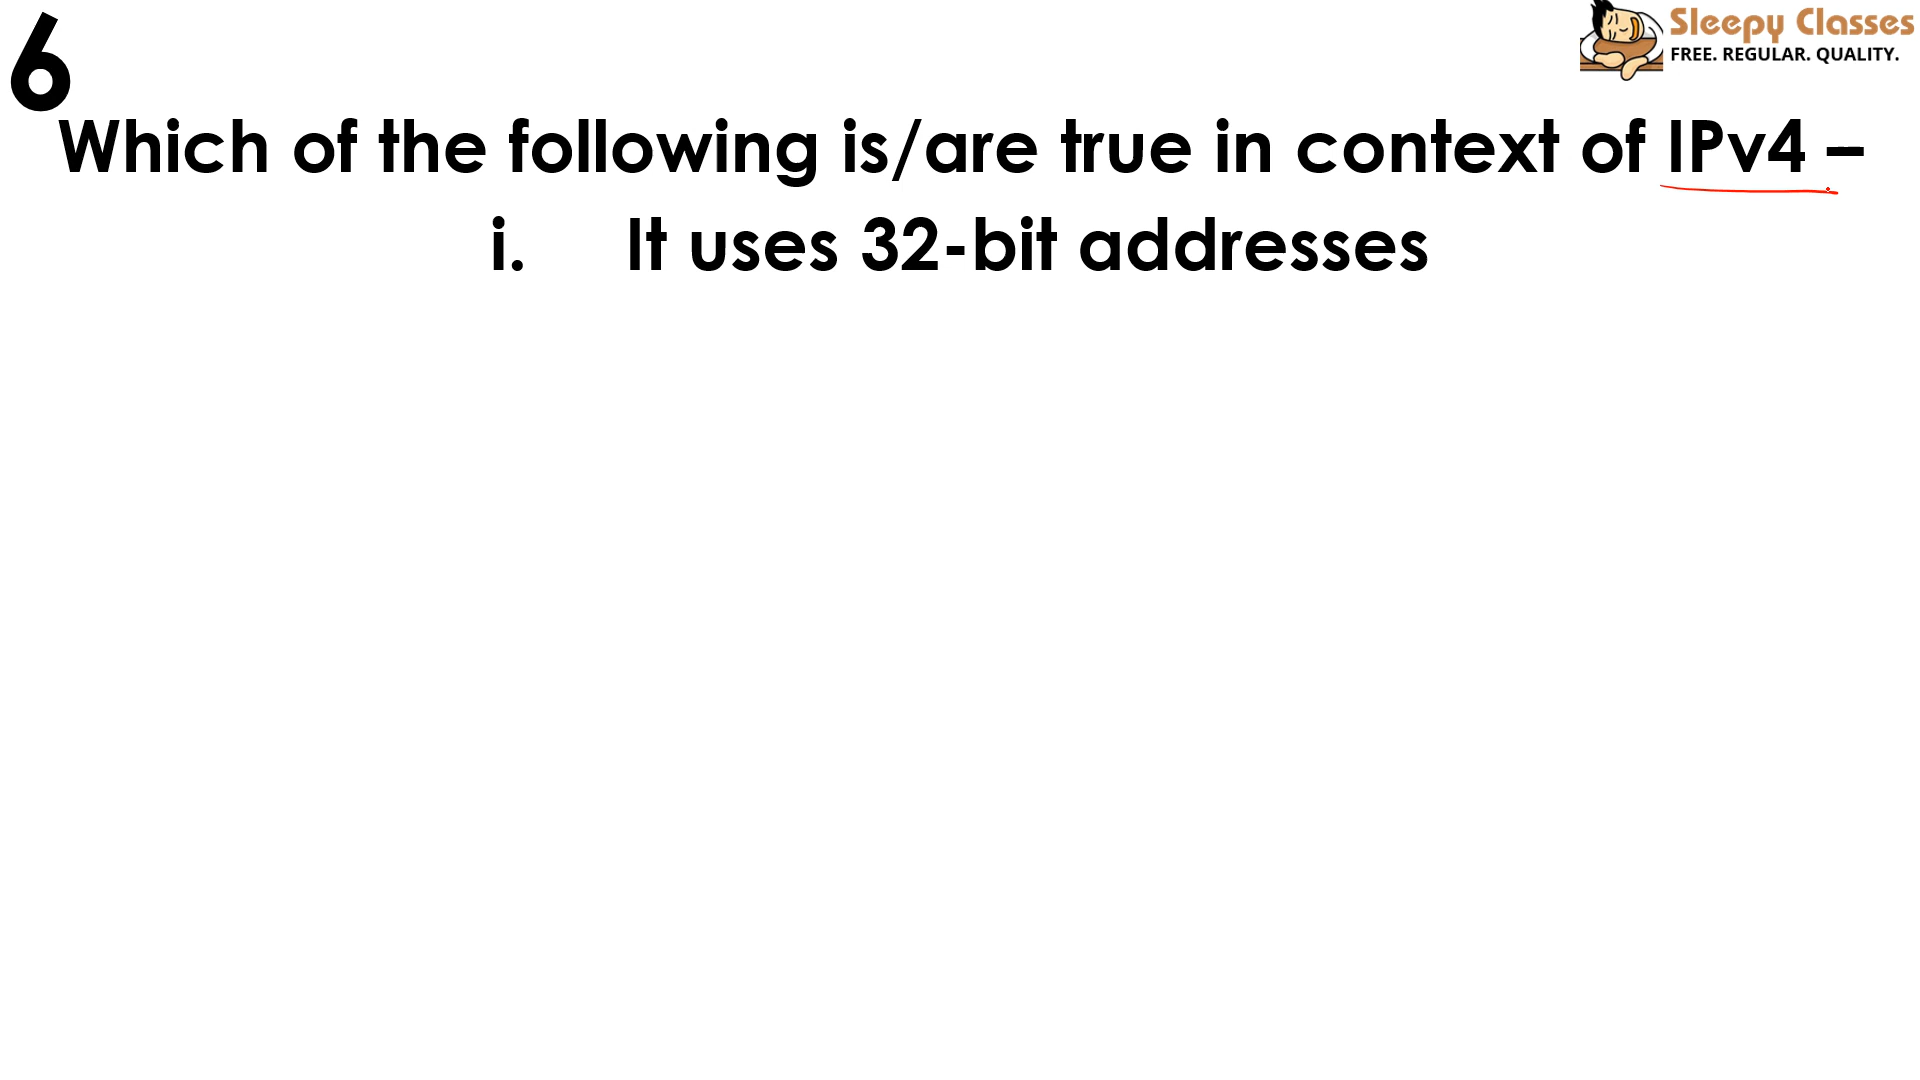 6
Sleepy Classes
FREE. REGULAR. QUALITY.
Which of the following is/are true in context of IPv4 –
i. It uses 32-bit addresses